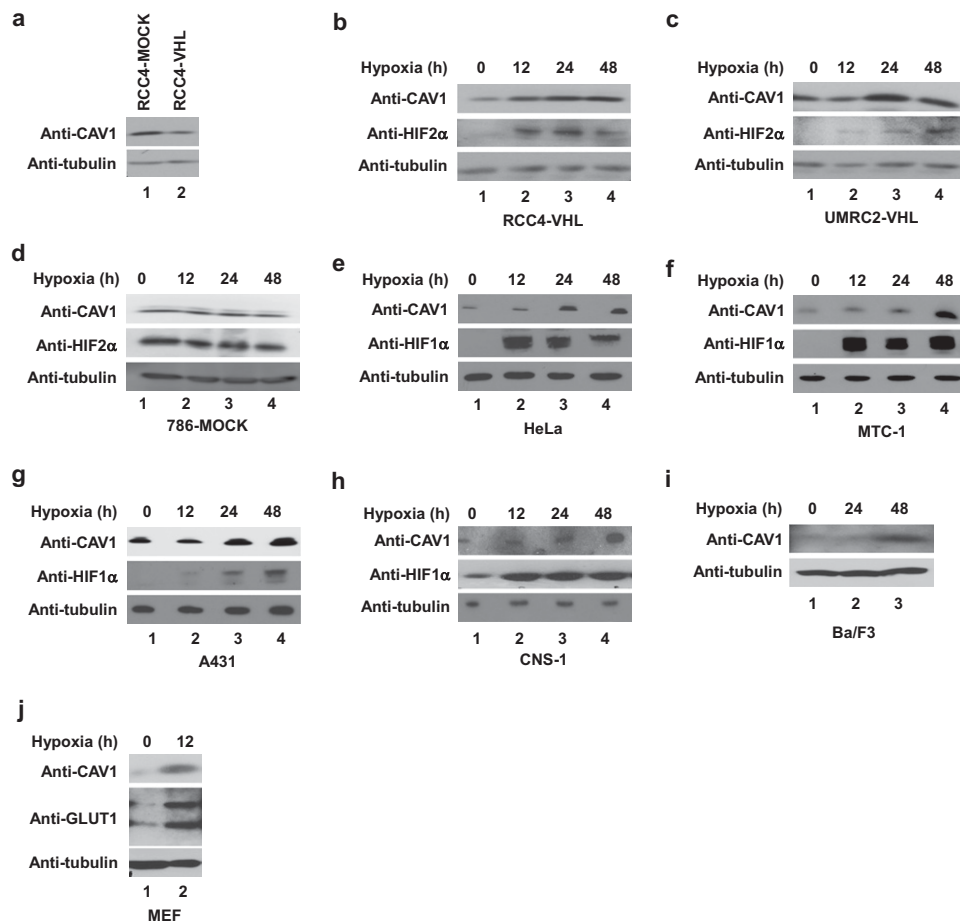 a
RCC4-MOCK
RCC4-VHL
Anti-CAV1
Anti-tubulin
1 2
b
Hypoxia (h) 0 12 24 48
Anti-CAV1
Anti-HIF2α
Anti-tubulin
1 2 3 4
RCC4-VHL
c
Hypoxia (h) 0 12 24 48
Anti-CAV1
Anti-HIF2α
Anti-tubulin
1 2 3 4
UMRC2-VHL
d
Hypoxia (h) 0 12 24 48
Anti-CAV1
Anti-HIF2α
Anti-tubulin
1 2 3 4
786-MOCK
e
Hypoxia (h) 0 12 24 48
Anti-CAV1
Anti-HIF1α
Anti-tubulin
1 2 3 4
HeLa
f
Hypoxia (h) 0 12 24 48
Anti-CAV1
Anti-HIF1α
Anti-tubulin
1 2 3 4
MTC-1
g
Hypoxia (h) 0 12 24 48
Anti-CAV1
Anti-HIF1α
Anti-tubulin
1 2 3 4
A431
h
Hypoxia (h) 0 12 24 48
Anti-CAV1
Anti-HIF1α
Anti-tubulin
1 2 3 4
CNS-1
i
Hypoxia (h) 0 24 48
Anti-CAV1
Anti-tubulin
1 2 3
Ba/F3
j
Hypoxia (h) 0 12
Anti-CAV1
Anti-GLUT1
Anti-tubulin
1 2
MEF